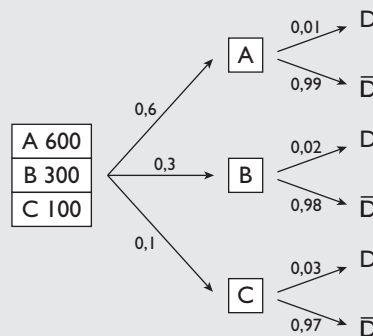 0,01 D
A
0,99 D̅
0,6
A 600
B 300
C 100
0,3
0,02 D
B
0,98 D̅
0,1
0,03 D
C
0,97 D̅